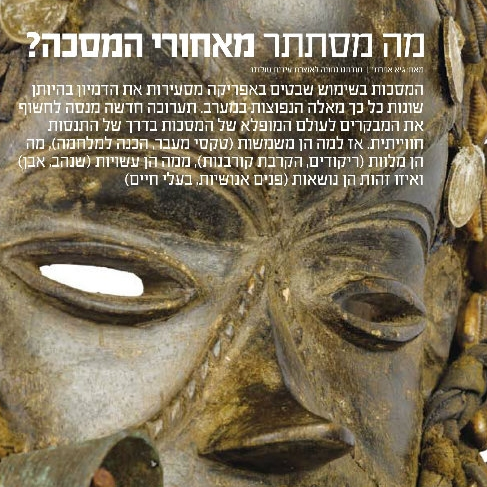 מה מסתתר מאחורי המסכה?
מאת:
המסכות בשימוש שבטים באפריקה מסעירות את הדמיון בהיותן
שונות כל כך מאלה הנפוצות במערב. תערוכה חדשה מנסה לחשוף
את המבקרים לעולם המופלא של המסכות בדרך של התנסות
חווייתית. אז למה הן משמשות (טקסי מעבר, הכנה למלחמה), מה
הן מלוות (ריקודים, הקרבת קורבנות), ממה הן עשויות (שנהב, אבן)
ואיזו זהות הן נושאות (פנים אנושיות, בעלי חיים)